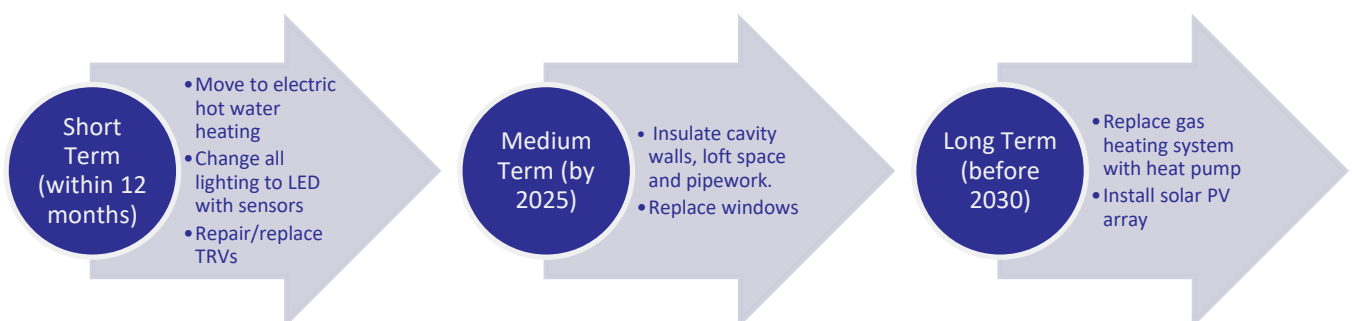 Short
Term
(within 12
months)
•Move to electric
hot water
heating
•Change all
lighting to LED
with sensors
•Repair/replace
TRVs
Medium
Term (by
2025)
• Insulate cavity
walls, loft space
and pipework.
•Replace windows
Long Term
(before
2030)
•Replace gas
heating system
with heat pump
•Install solar PV
array